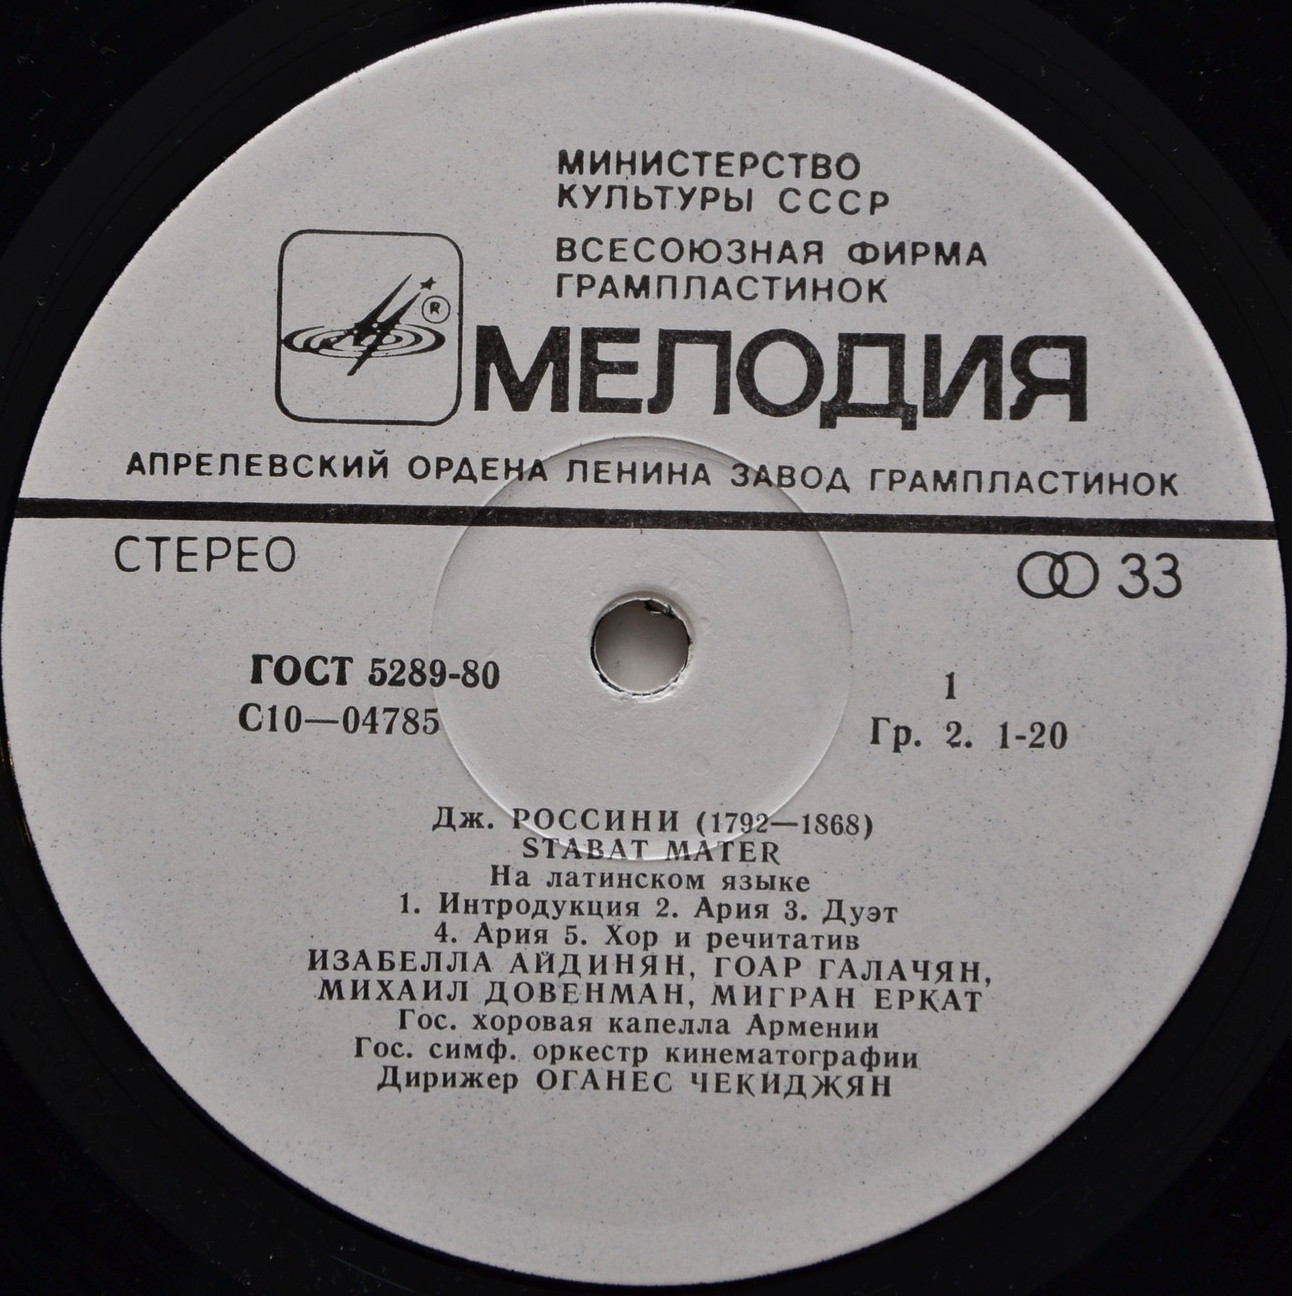 МИНИСТЕРСТВО
КУЛЬТУРЫ СССР
ВСЕСОЮЗНАЯ ФИРМА
ГРАМПЛАСТИНОК
®
МЕЛОДИЯ
АПРЕЛЕВСКИЙ ОРДЕНА ЛЕНИНА ЗАВОД ГРАМПЛАСТИНОК
СТЕРЕО
33
ГОСТ 5289-80
С10—04785
1
Гр. 2. 1-20
Дж. РОССИНИ (1792—1868)
STABAT MATER
На латинском языке
1. Интродукция 2. Ария 3. Дуэт
4. Ария 5. Хор и речитатив
ИЗАБЕЛЛА АЙДИНЯН, ГОАР ГАЛАЧЯН,
МИХАИЛ ДОВЕНМАН, МИГРАН ЕРКАТ
Гос. хоровая капелла Армении
Гос. симф. оркестр кинематографии
Дирижер ОГАНЕС ЧЕКИДЖЯН